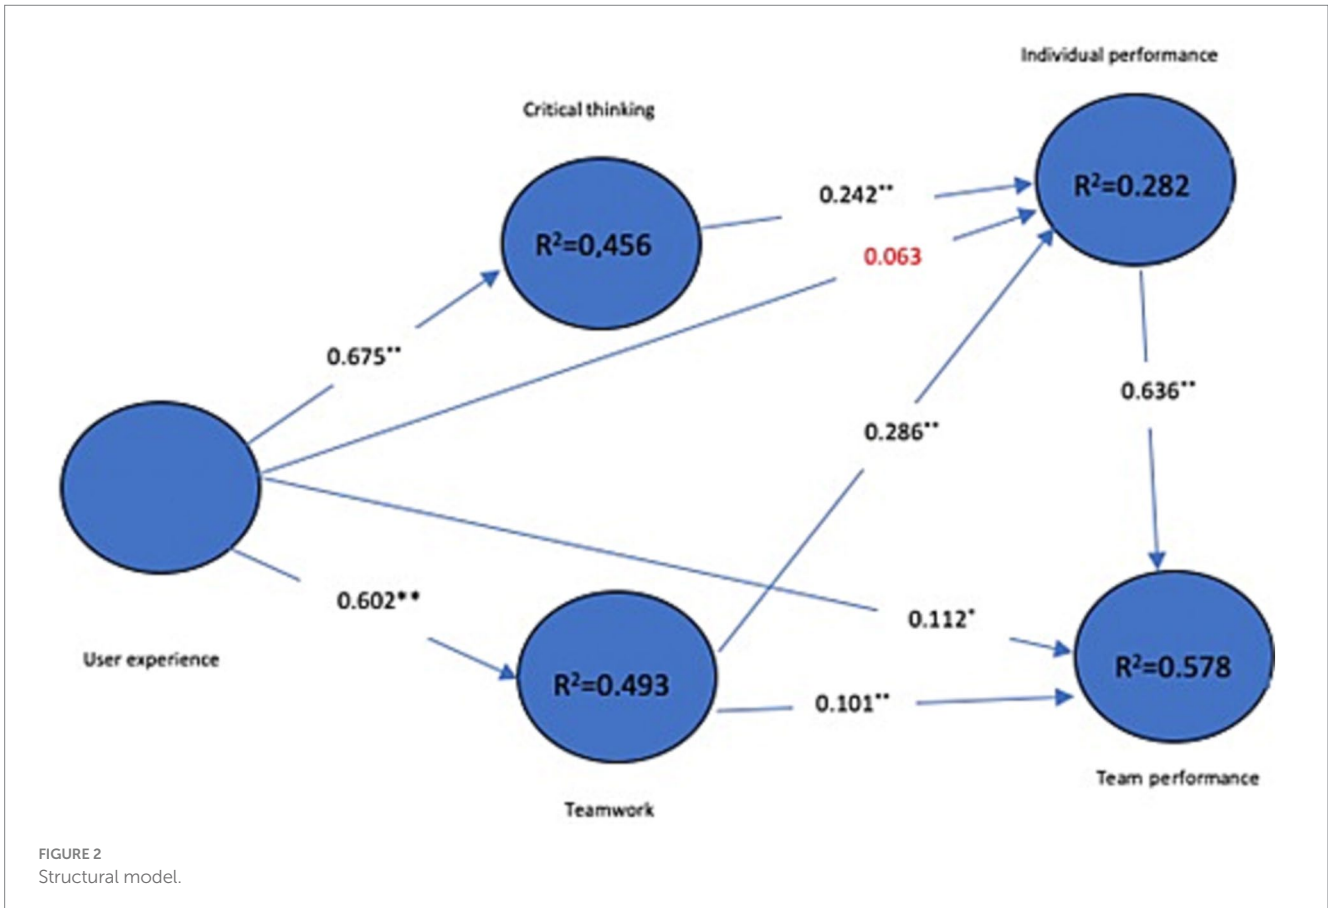 Individual performance
Critical thinking
R²=0.282
0.242**
R²=0,456
0.063
0.675**
0.636**
0.286**
0.602**
0.112*
User experience
R²=0.493
R²=0.578
0.101**
Team performance
Teamwork
FIGURE 2
Structural model.